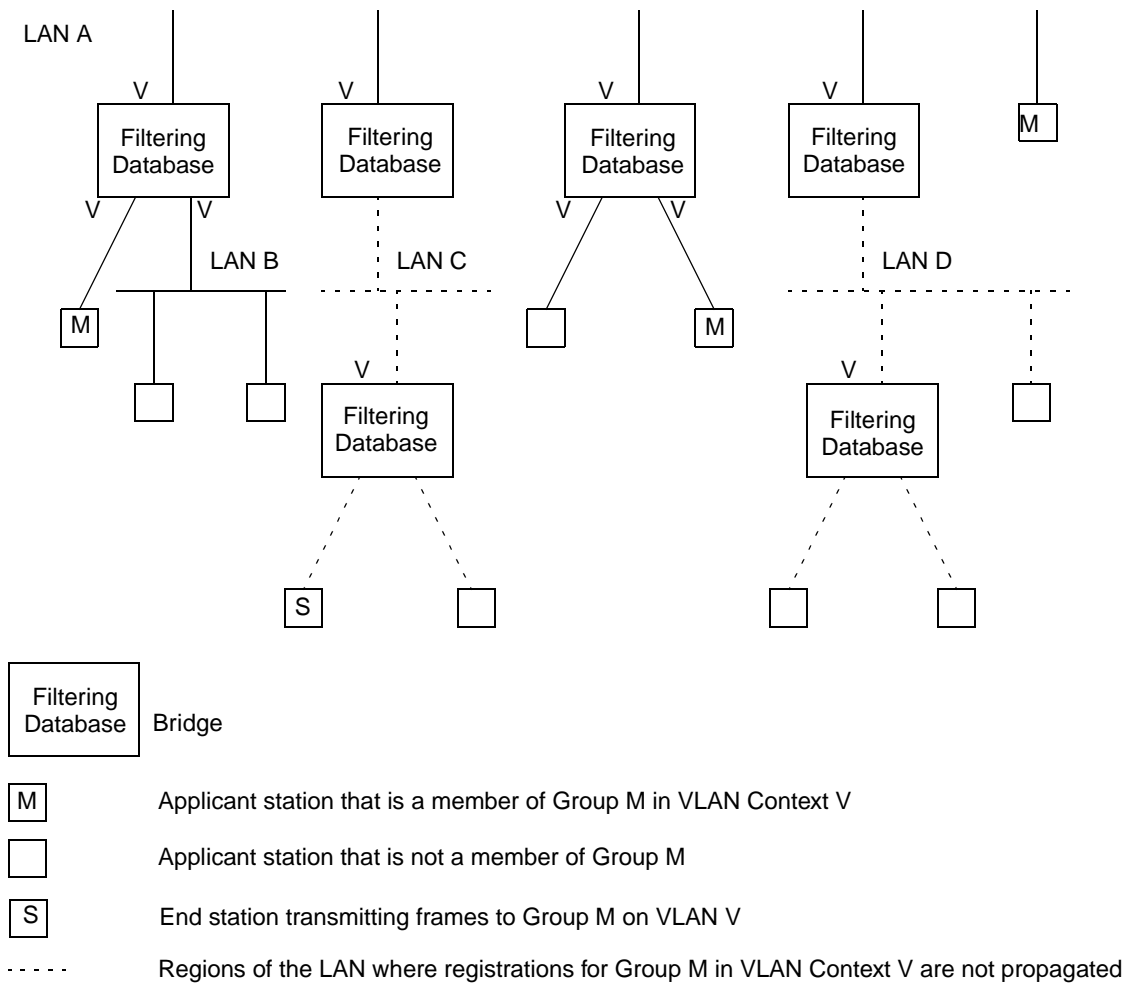 LAN A
V
V
V
V
Filtering
Database
Filtering
Database
Filtering
Database
Filtering
Database
M
V
V
V
V
LAN B
LAN C
LAN D
M
M
V
V
Filtering
Database
Filtering
Database
S
Filtering
Database
Bridge
M
Applicant station that is a member of Group M in VLAN Context V
Applicant station that is not a member of Group M
S
End station transmitting frames to Group M on VLAN V
Regions of the LAN where registrations for Group M in VLAN Context V are not propagated